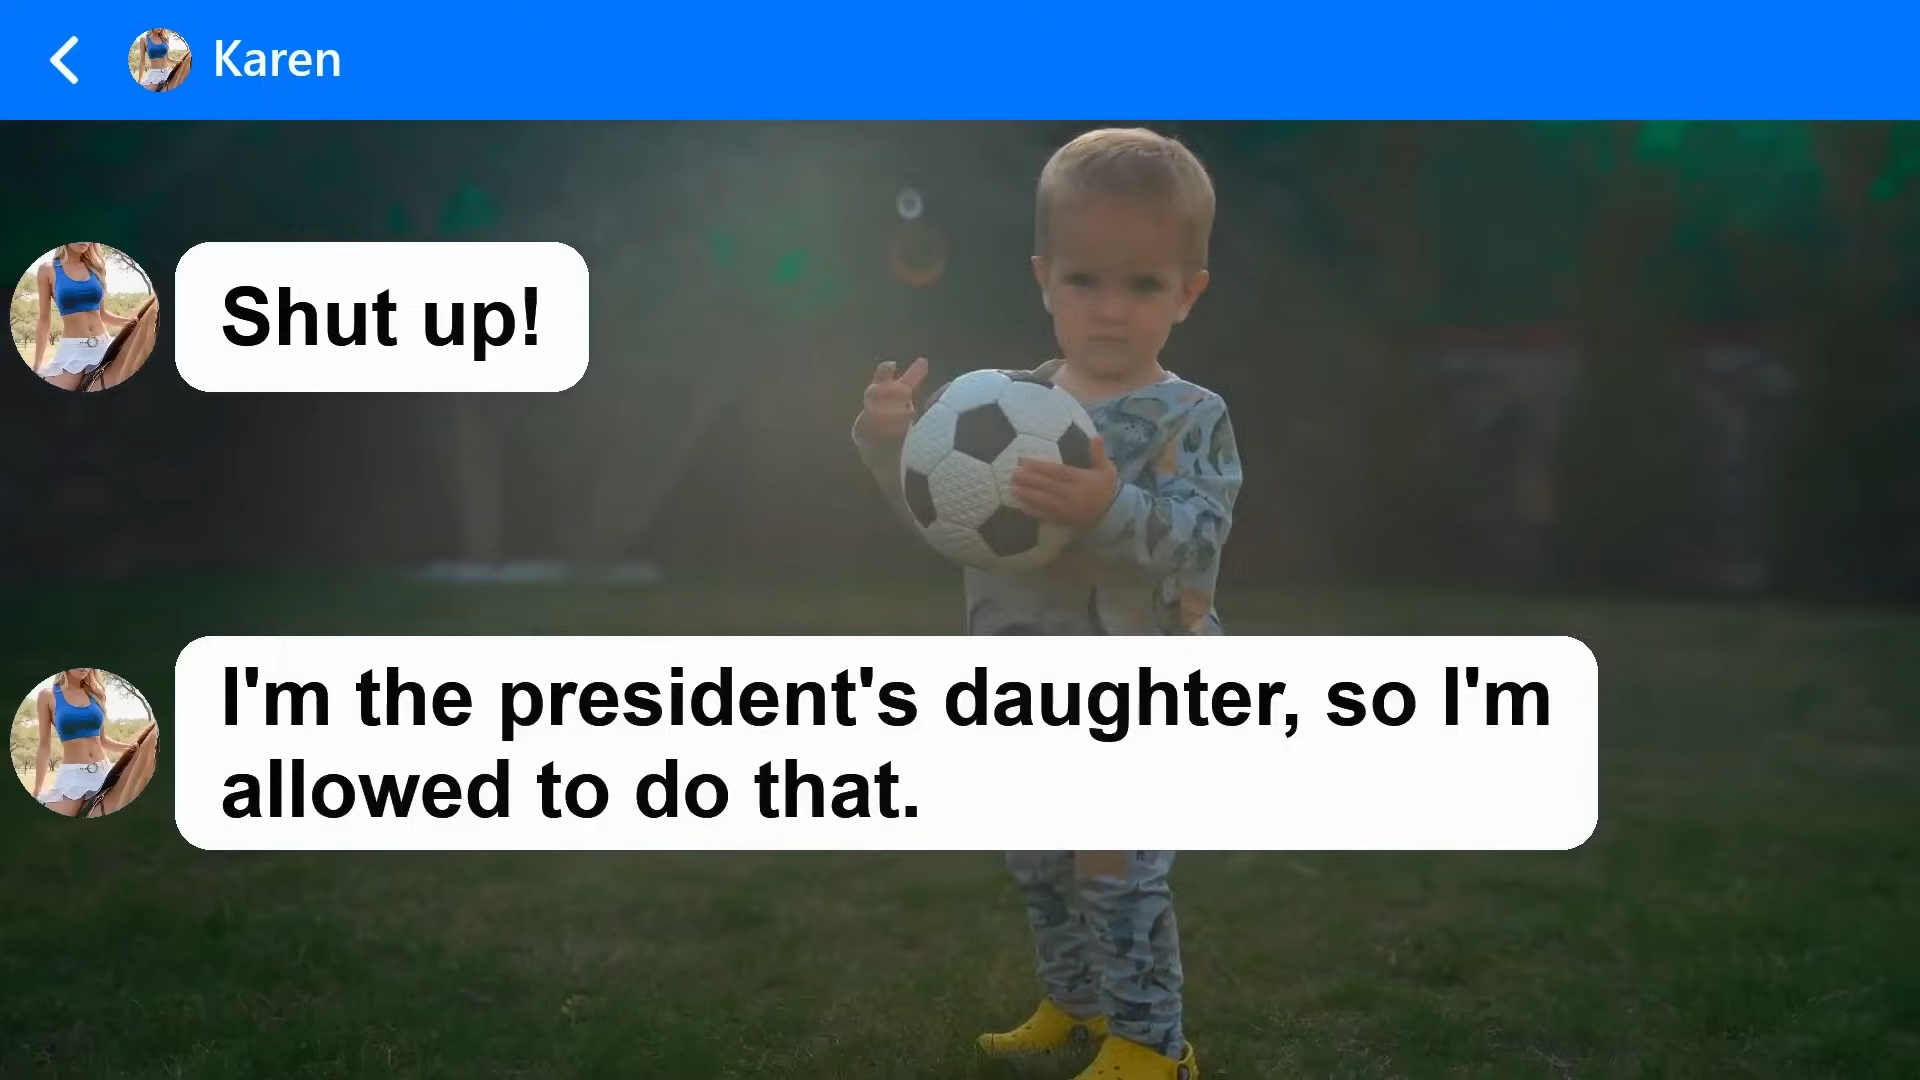 Karen
Shut up!
I'm the president's daughter, so I'm
allowed to do that.